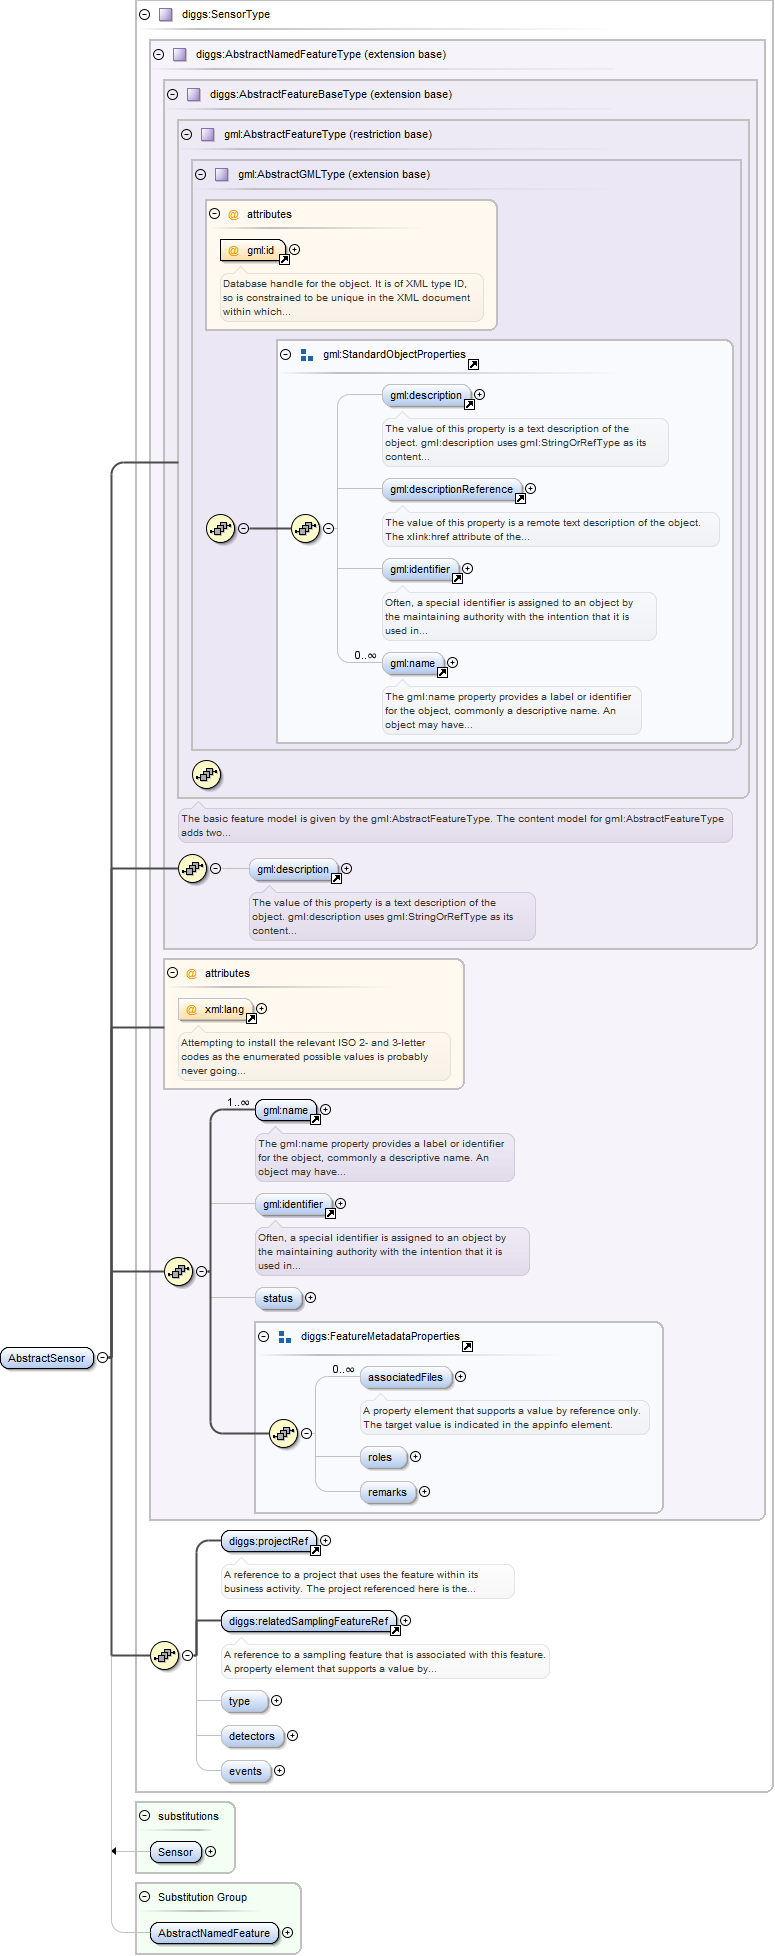 diggs:SensorType
diggs:AbstractNamedFeatureType (extension base)
diggs:AbstractFeatureBaseType (extension base)
gml:AbstractFeatureType (restriction base)
gml:AbstractGMLType (extension base)
@ attributes
@ gml:id
Database handle for the object. It is of XML type ID,
so is constrained to be unique in the XML document
within which...
gml:StandardObjectProperties
gml:description
The value of this property is a text description of the
object. gml:description uses gml:StringOrRefType as its
content...
gml:descriptionReference
The value of this property is a remote text description of the object.
The xlink:href attribute of the...
gml:identifier
Often, a special identifier is assigned to an object by
the maintaining authority with the intention that it is
used in...
0..∞
gml:name
The gml:name property provides a label or identifier
for the object, commonly a descriptive name. An
object may have...
The basic feature model is given by the gml:AbstractFeatureType. The content model for gml:AbstractFeatureType
adds two...
gml:description
The value of this property is a text description of the
object. gml:description uses gml:StringOrRefType as its
content...
@ attributes
@ xml:lang
Attempting to install the relevant ISO 2- and 3-letter
codes as the enumerated possible values is probably
never going...
1..∞
gml:name
The gml:name property provides a label or identifier
for the object, commonly a descriptive name. An
object may have...
gml:identifier
Often, a special identifier is assigned to an object by
the maintaining authority with the intention that it is
used in...
status
diggs:FeatureMetadataProperties
AbstractSensor
0..∞
associatedFiles
A property element that supports a value by reference only.
The target value is indicated in the appinfo element.
roles
remarks
diggs:projectRef
A reference to a project that uses the feature within its
business activity. The project referenced here is the...
diggs:relatedSamplingFeatureRef
A reference to a sampling feature that is associated with this feature.
A property element that supports a value by...
type
detectors
events
substitutions
Sensor
Substitution Group
AbstractNamedFeature